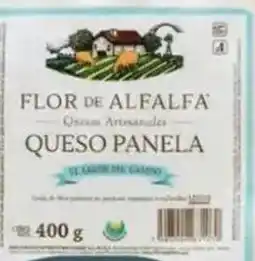 FLOR DE ALFALFA
Quesos Artesanales
QUESO PANELA
EL SABOR DEL CAMPO
400 g